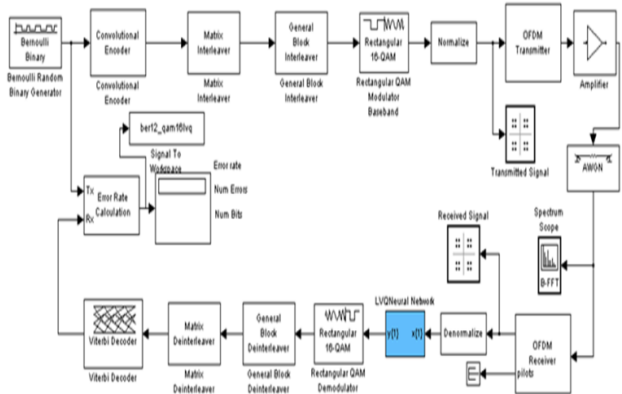 Bernoulli
Binary
Bernoulli Random
Binary Generator
Convolutional
Encoder
Convolutional
Encoder
Matrix
Interleaver
Matrix
Interleaver
General
Block
Interleaver
General Block
Interleaver
Rectangular
16-QAM
Rectangular QAM
Modulator
Baseband
Normalize
OFDM
Transmitter
Amplifier
Transmitted Signal
AWGN
ber12_qam16lvq
Signal To
Workspace
Error rate
Num Errors
Num Bits
Tx
Rx
Error Rate
Calculation
Received Signal
Spectrum
Scope
B-FFT
Viterbi Decoder
Viterbi Decoder
Matrix
Deinterleaver
Matrix
Deinterleaver
General
Block
Deinterleaver
General Block
Deinterleaver
Rectangular
16-QAM
Rectangular QAM
Demodulator
LVQNeural Network
y[1]
x[1]
Denormalize
OFDM
Receiver
pilots